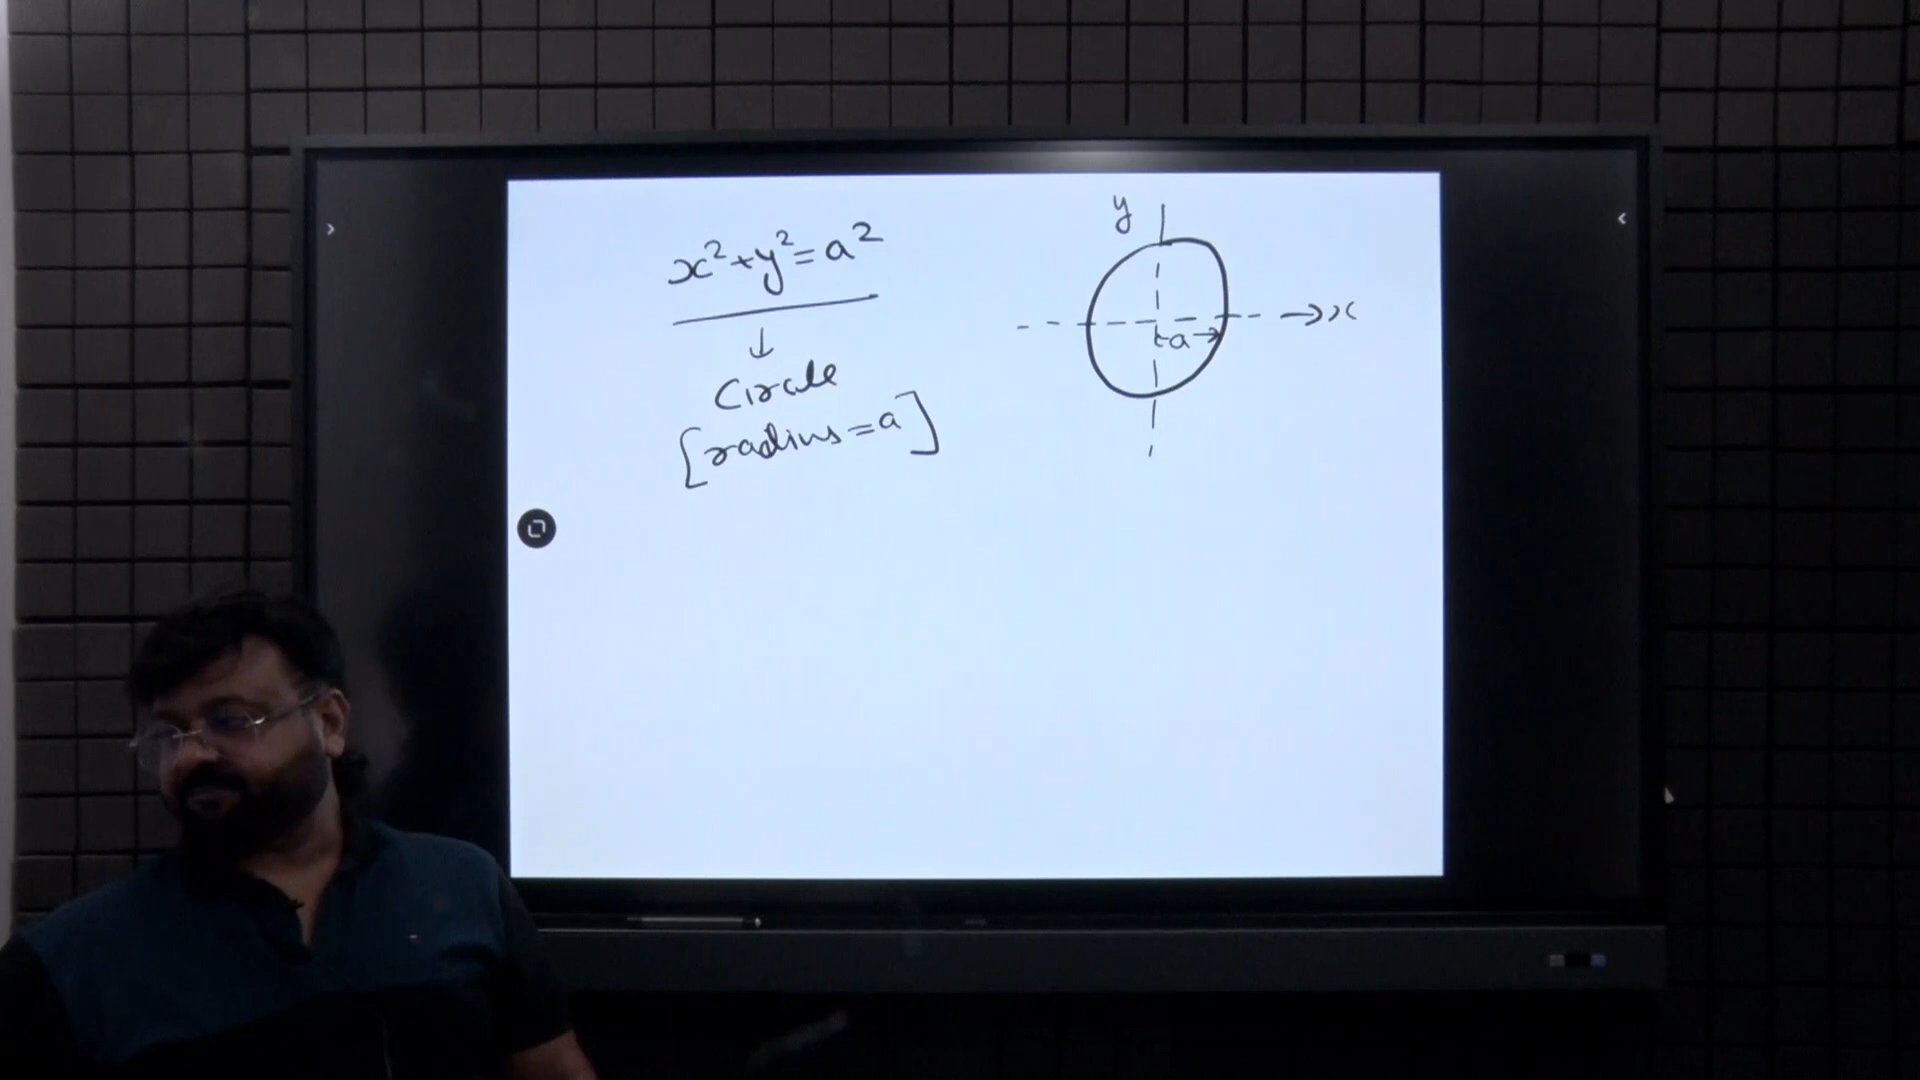 x²+y²=a²
↓
Circle
[radius=a]
y
→x
a→